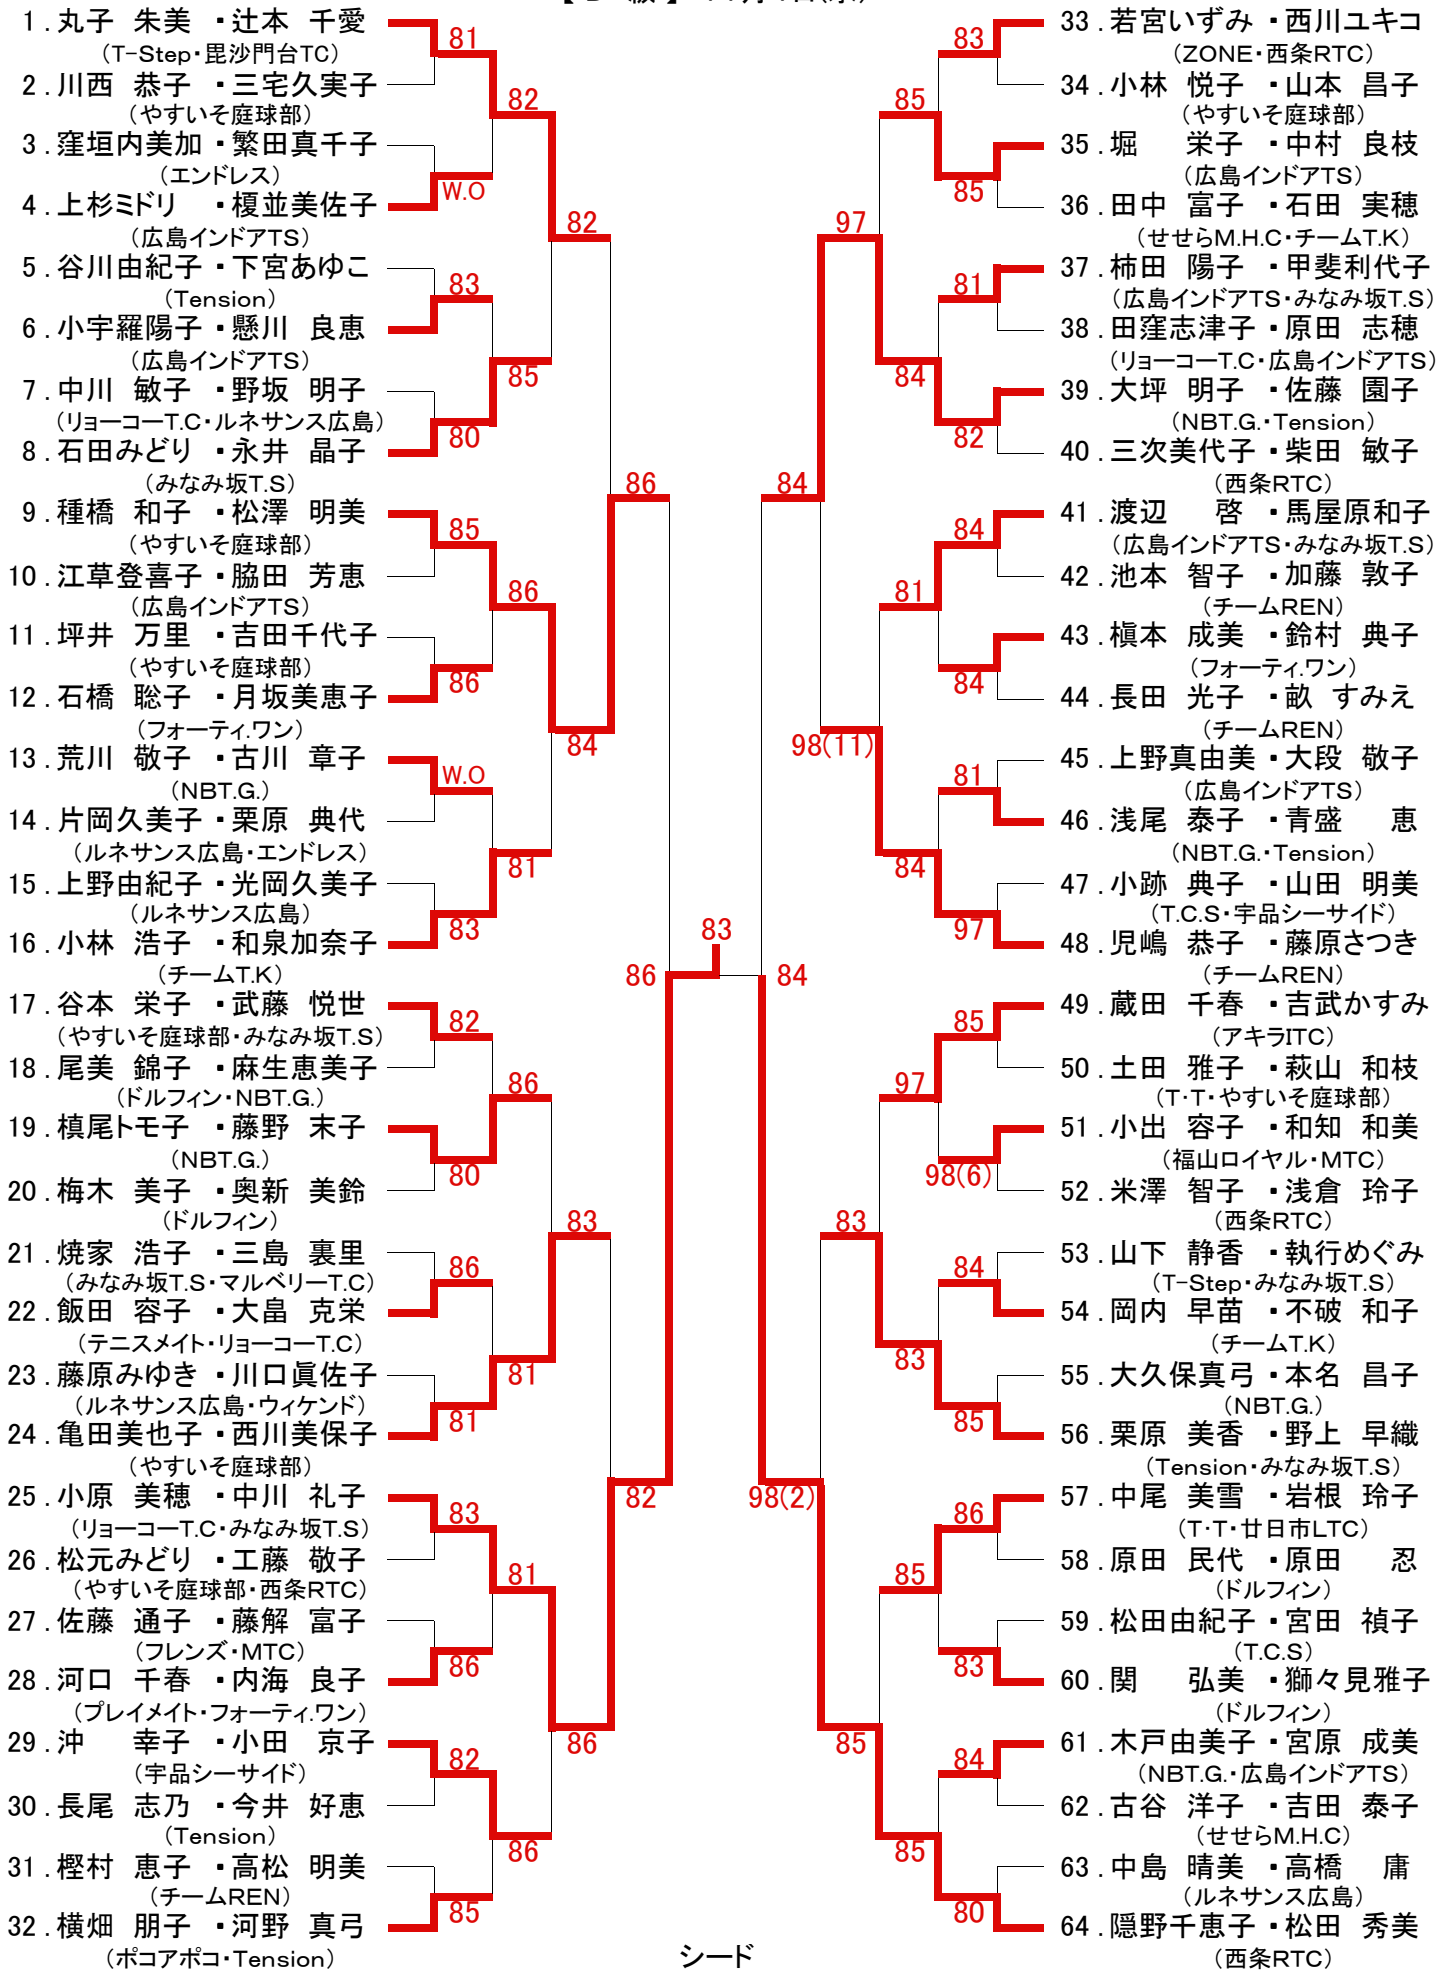 1.丸子 朱美 ・辻本 千愛
(T-Step・毘沙門台TC)
2.川西 恭子 ・三宅久実子
(やすいそ庭球部)
3.窪垣内美加 ・繁田真千子
(エンドレス)
4.上杉ミドリ ・榎並美佐子
(広島インドアTS)
5.谷川由紀子 ・下宮あゆこ
(Tension)
6.小宇羅陽子 ・懸川 良恵
(広島インドアTS)
7.中川 敏子 ・野坂 明子
(リョーコーT.C・ルネサンス広島)
8.石田みどり ・永井 晶子
(みなみ坂T.S)
9.種橋 和子 ・松澤 明美
(やすいそ庭球部)
10.江草登喜子 ・脇田 芳恵
(広島インドアTS)
11.坪井 万里 ・吉田千代子
(やすいそ庭球部)
12.石橋 聡子 ・月坂美恵子
(フォーティ.ワン)
13.荒川 敬子 ・古川 章子
(NBT.G.)
14.片岡久美子 ・栗原 典代
(ルネサンス広島・エンドレス)
15.上野由紀子 ・光岡久美子
(ルネサンス広島)
16.小林 浩子 ・和泉加奈子
(チームT.K)
17.谷本 栄子 ・武藤 悦世
(やすいそ庭球部・みなみ坂T.S)
18.尾美 錦子 ・麻生恵美子
(ドルフィン・NBT.G.)
19.槙尾トモ子 ・藤野 末子
(NBT.G.)
20.梅木 美子 ・奥新 美鈴
(ドルフィン)
21.焼家 浩子 ・三島 裏里
(みなみ坂T.S・マルベリーT.C)
22.飯田 容子 ・大畠 克栄
(テニスメイト・リョーコーT.C)
23.藤原みゆき ・川口眞佐子
(ルネサンス広島・ウィケンド)
24.亀田美也子 ・西川美保子
(やすいそ庭球部)
25.小原 美穂 ・中川 礼子
(リョーコーT.C・みなみ坂T.S)
26.松元みどり ・工藤 敬子
(やすいそ庭球部・西条RTC)
27.佐藤 通子 ・藤解 富子
(フレンズ・MTC)
28.河口 千春 ・内海 良子
(プレイメイト・フォーティ.ワン)
29.沖 幸子 ・小田 京子
(宇品シーサイド)
30.長尾 志乃 ・今井 好恵
(Tension)
31.樫村 恵子 ・高松 明美
(チームREN)
32.横畑 朋子 ・河野 真弓
(ポコアポコ・Tension)
81
W.O
83
80
85
86
W.O
83
82
80
86
81
83
86
82
85
82
85
86
81
86
81
81
86
82
84
83
86
86
82
86
83
84
84
98(2)
97
98(11)
83
85
85
84
81
84
97
83
85
85
83
85
81
82
84
84
81
97
85
98(6)
84
85
86
83
84
80
33.若宮いずみ ・西川ユキコ
(ZONE・西条RTC)
34.小林 悦子 ・山本 昌子
(やすいそ庭球部)
35.堀 栄子 ・中村 良枝
(広島インドアTS)
36.田中 富子 ・石田 実穂
(せせらM.H.C・チームT.K)
37.柿田 陽子 ・甲斐利代子
(広島インドアTS・みなみ坂T.S)
38.田窪志津子 ・原田 志穂
(リョーコーT.C・広島インドアTS)
39.大坪 明子 ・佐藤 園子
(NBT.G.・Tension)
40.三次美代子 ・柴田 敏子
(西条RTC)
41.渡辺 啓 ・馬屋原和子
(広島インドアTS・みなみ坂T.S)
42.池本 智子 ・加藤 敦子
(チームREN)
43.槇本 成美 ・鈴村 典子
(フォーティ.ワン)
44.長田 光子 ・畝 すみえ
(チームREN)
45.上野真由美 ・大段 敬子
(広島インドアTS)
46.浅尾 泰子 ・青盛 恵
(NBT.G.・Tension)
47.小跡 典子 ・山田 明美
(T.C.S・宇品シーサイド)
48.児嶋 恭子 ・藤原さつき
(チームREN)
49.蔵田 千春 ・吉武かすみ
(アキラITC)
50.土田 雅子 ・萩山 和枝
(T・T・やすいそ庭球部)
51.小出 容子 ・和知 和美
(福山ロイヤル・MTC)
52.米澤 智子 ・浅倉 玲子
(西条RTC)
53.山下 静香 ・執行めぐみ
(T-Step・みなみ坂T.S)
54.岡内 早苗 ・不破 和子
(チームT.K)
55.大久保真弓 ・本名 昌子
(NBT.G.)
56.栗原 美香 ・野上 早織
(Tension・みなみ坂T.S)
57.中尾 美雪 ・岩根 玲子
(T・T・廿日市LTC)
58.原田 民代 ・原田 忍
(ドルフィン)
59.松田由紀子 ・宮田 禎子
(T.C.S)
60.関 弘美 ・獅々見雅子
(ドルフィン)
61.木戸由美子 ・宮原 成美
(NBT.G.・広島インドアTS)
62.古谷 洋子 ・吉田 泰子
(せせらM.H.C)
63.中島 晴美 ・高橋 庸
(ルネサンス広島)
64.隠野千恵子 ・松田 秀美
(西条RTC)
シード